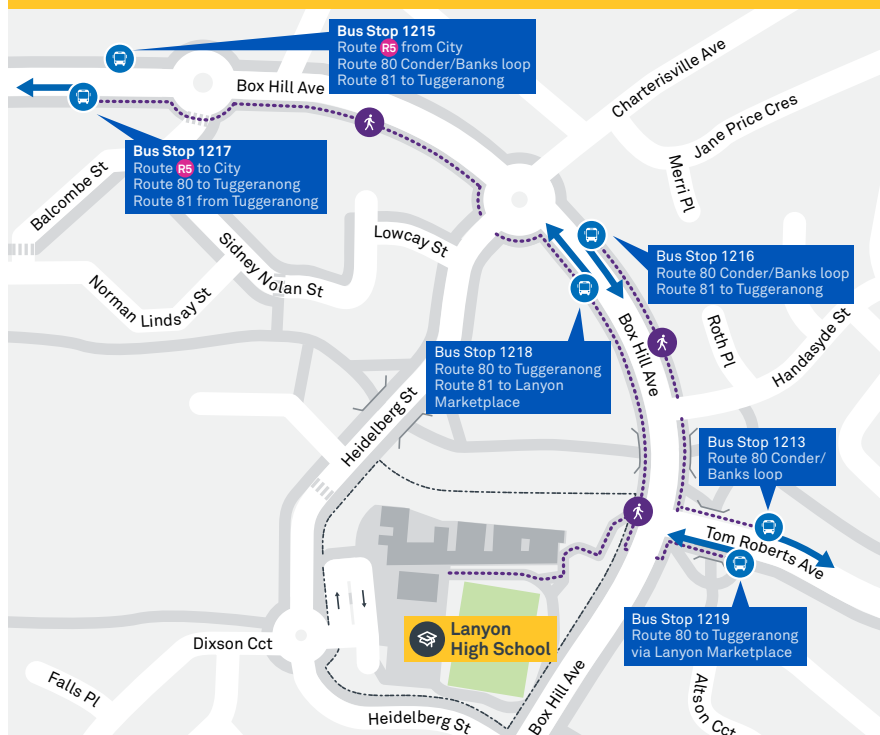 Bus Stop 1215
Route R5 from City
Route 80 Conder/Banks loop
Route 81 to Tuggeranong
Box Hill Ave
Charterisville Ave
Jane Price Cres
Merri Pl
Bus Stop 1217
Route R5 to City
Route 80 to Tuggeranong
Route 81 from Tuggeranong
Balcombe St
Sidney Nolan St
Lowcay St
Norman Lindsay St
Bus Stop 1216
Route 80 Conder/Banks loop
Route 81 to Tuggeranong
Box Hill Ave
Roth Pl
Handasyde St
Bus Stop 1218
Route 80 to Tuggeranong
Route 81 to Lanyon
Marketplace
Heidelberg St
Bus Stop 1213
Route 80 Conder/
Banks loop
Tom Roberts Ave
Bus Stop 1219
Route 80 to Tuggeranong
via Lanyon Marketplace
Lanyon
High School
Dixson Cct
Falls Pl
Heidelberg St
Box Hill Ave
Altson Cct